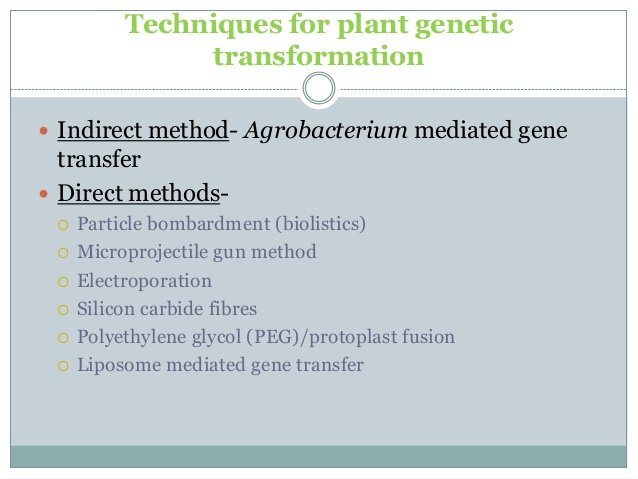 Techniques for plant genetic
transformation
Indirect method- Agrobacterium mediated gene
transfer
Direct methods-
Particle bombardment (biolistics)
Microprojectile gun method
Electroporation
Silicon carbide fibres
Polyethylene glycol (PEG)/protoplast fusion
Liposome mediated gene transfer